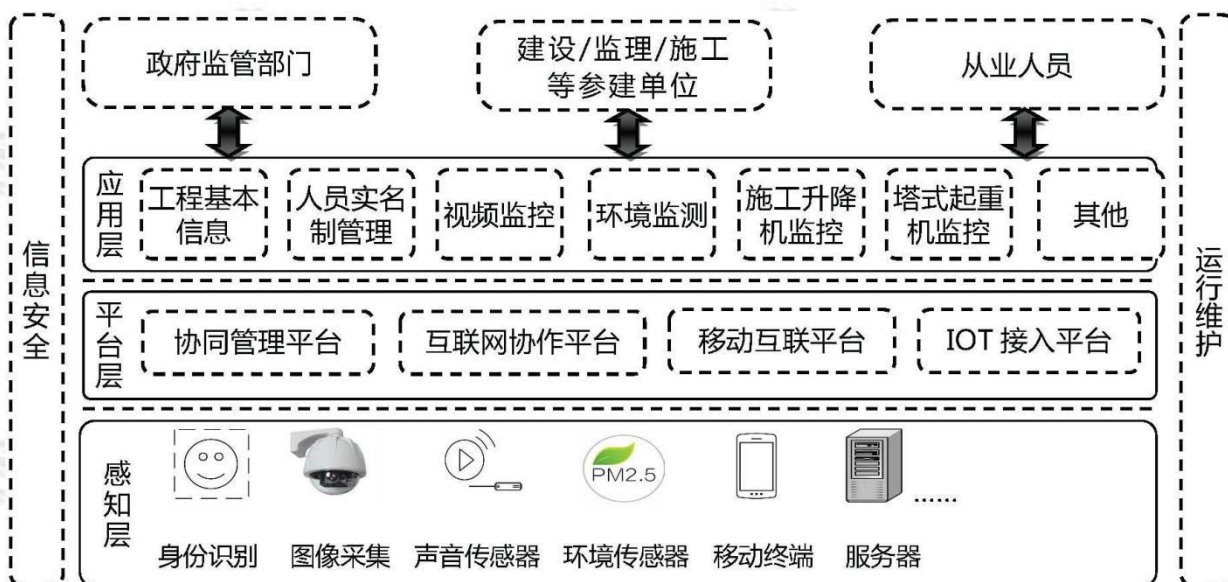 政府监管部门
建设/监理/施工
等参建单位
从业人员
信息安全
运行维护
应用层
工程基本
信息
人员实名
制管理
视频监控
环境监测
施工升降
机监控
塔式起重
机监控
其他
平台层
协同管理平台
互联网协作平台
移动互联平台
IOT 接入平台
感知层
PM2.5
......
身份识别
图像采集
声音传感器
环境传感器
移动终端
服务器